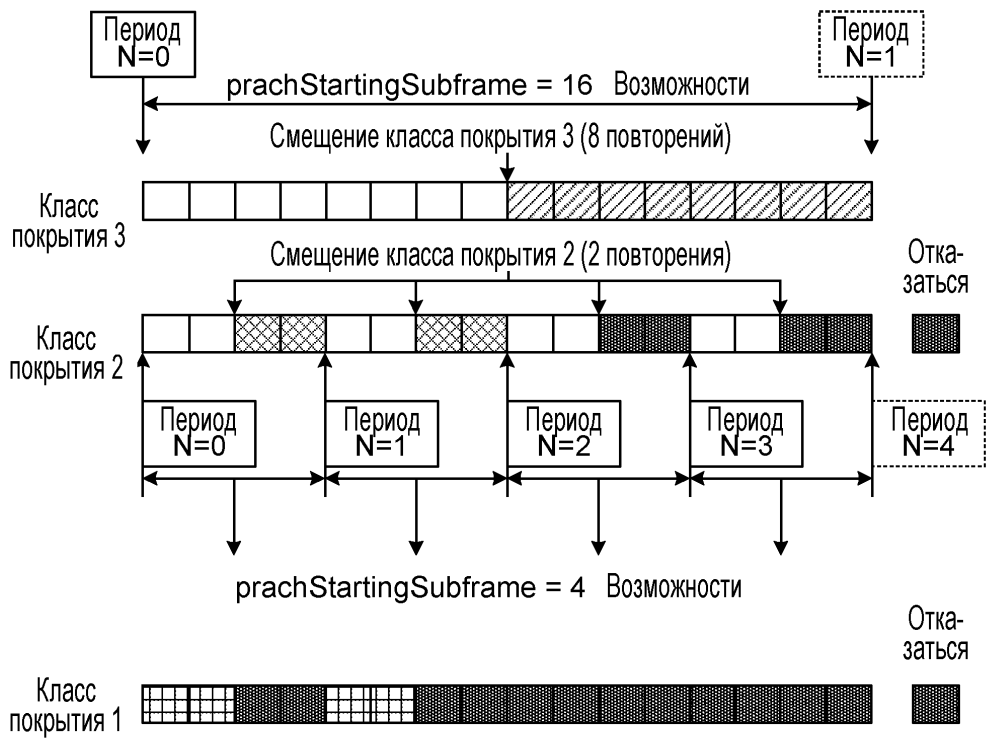 Период
N=0
Период
N=1
prachStartingSubframe = 16 Возможности
Смещение класса покрытия 3 (8 повторений)
Класс
покрытия 3
Смещение класса покрытия 2 (2 повторения)
Отка-
заться
Класс
покрытия 2
Период
N=0
Период
N=1
Период
N=2
Период
N=3
Период
N=4
prachStartingSubframe = 4 Возможности
Отка-
заться
Класс
покрытия 1